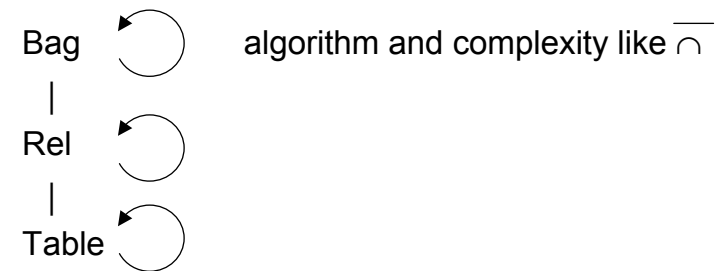 Bag algorithm and complexity like ∩̅
|
Rel
|
Table